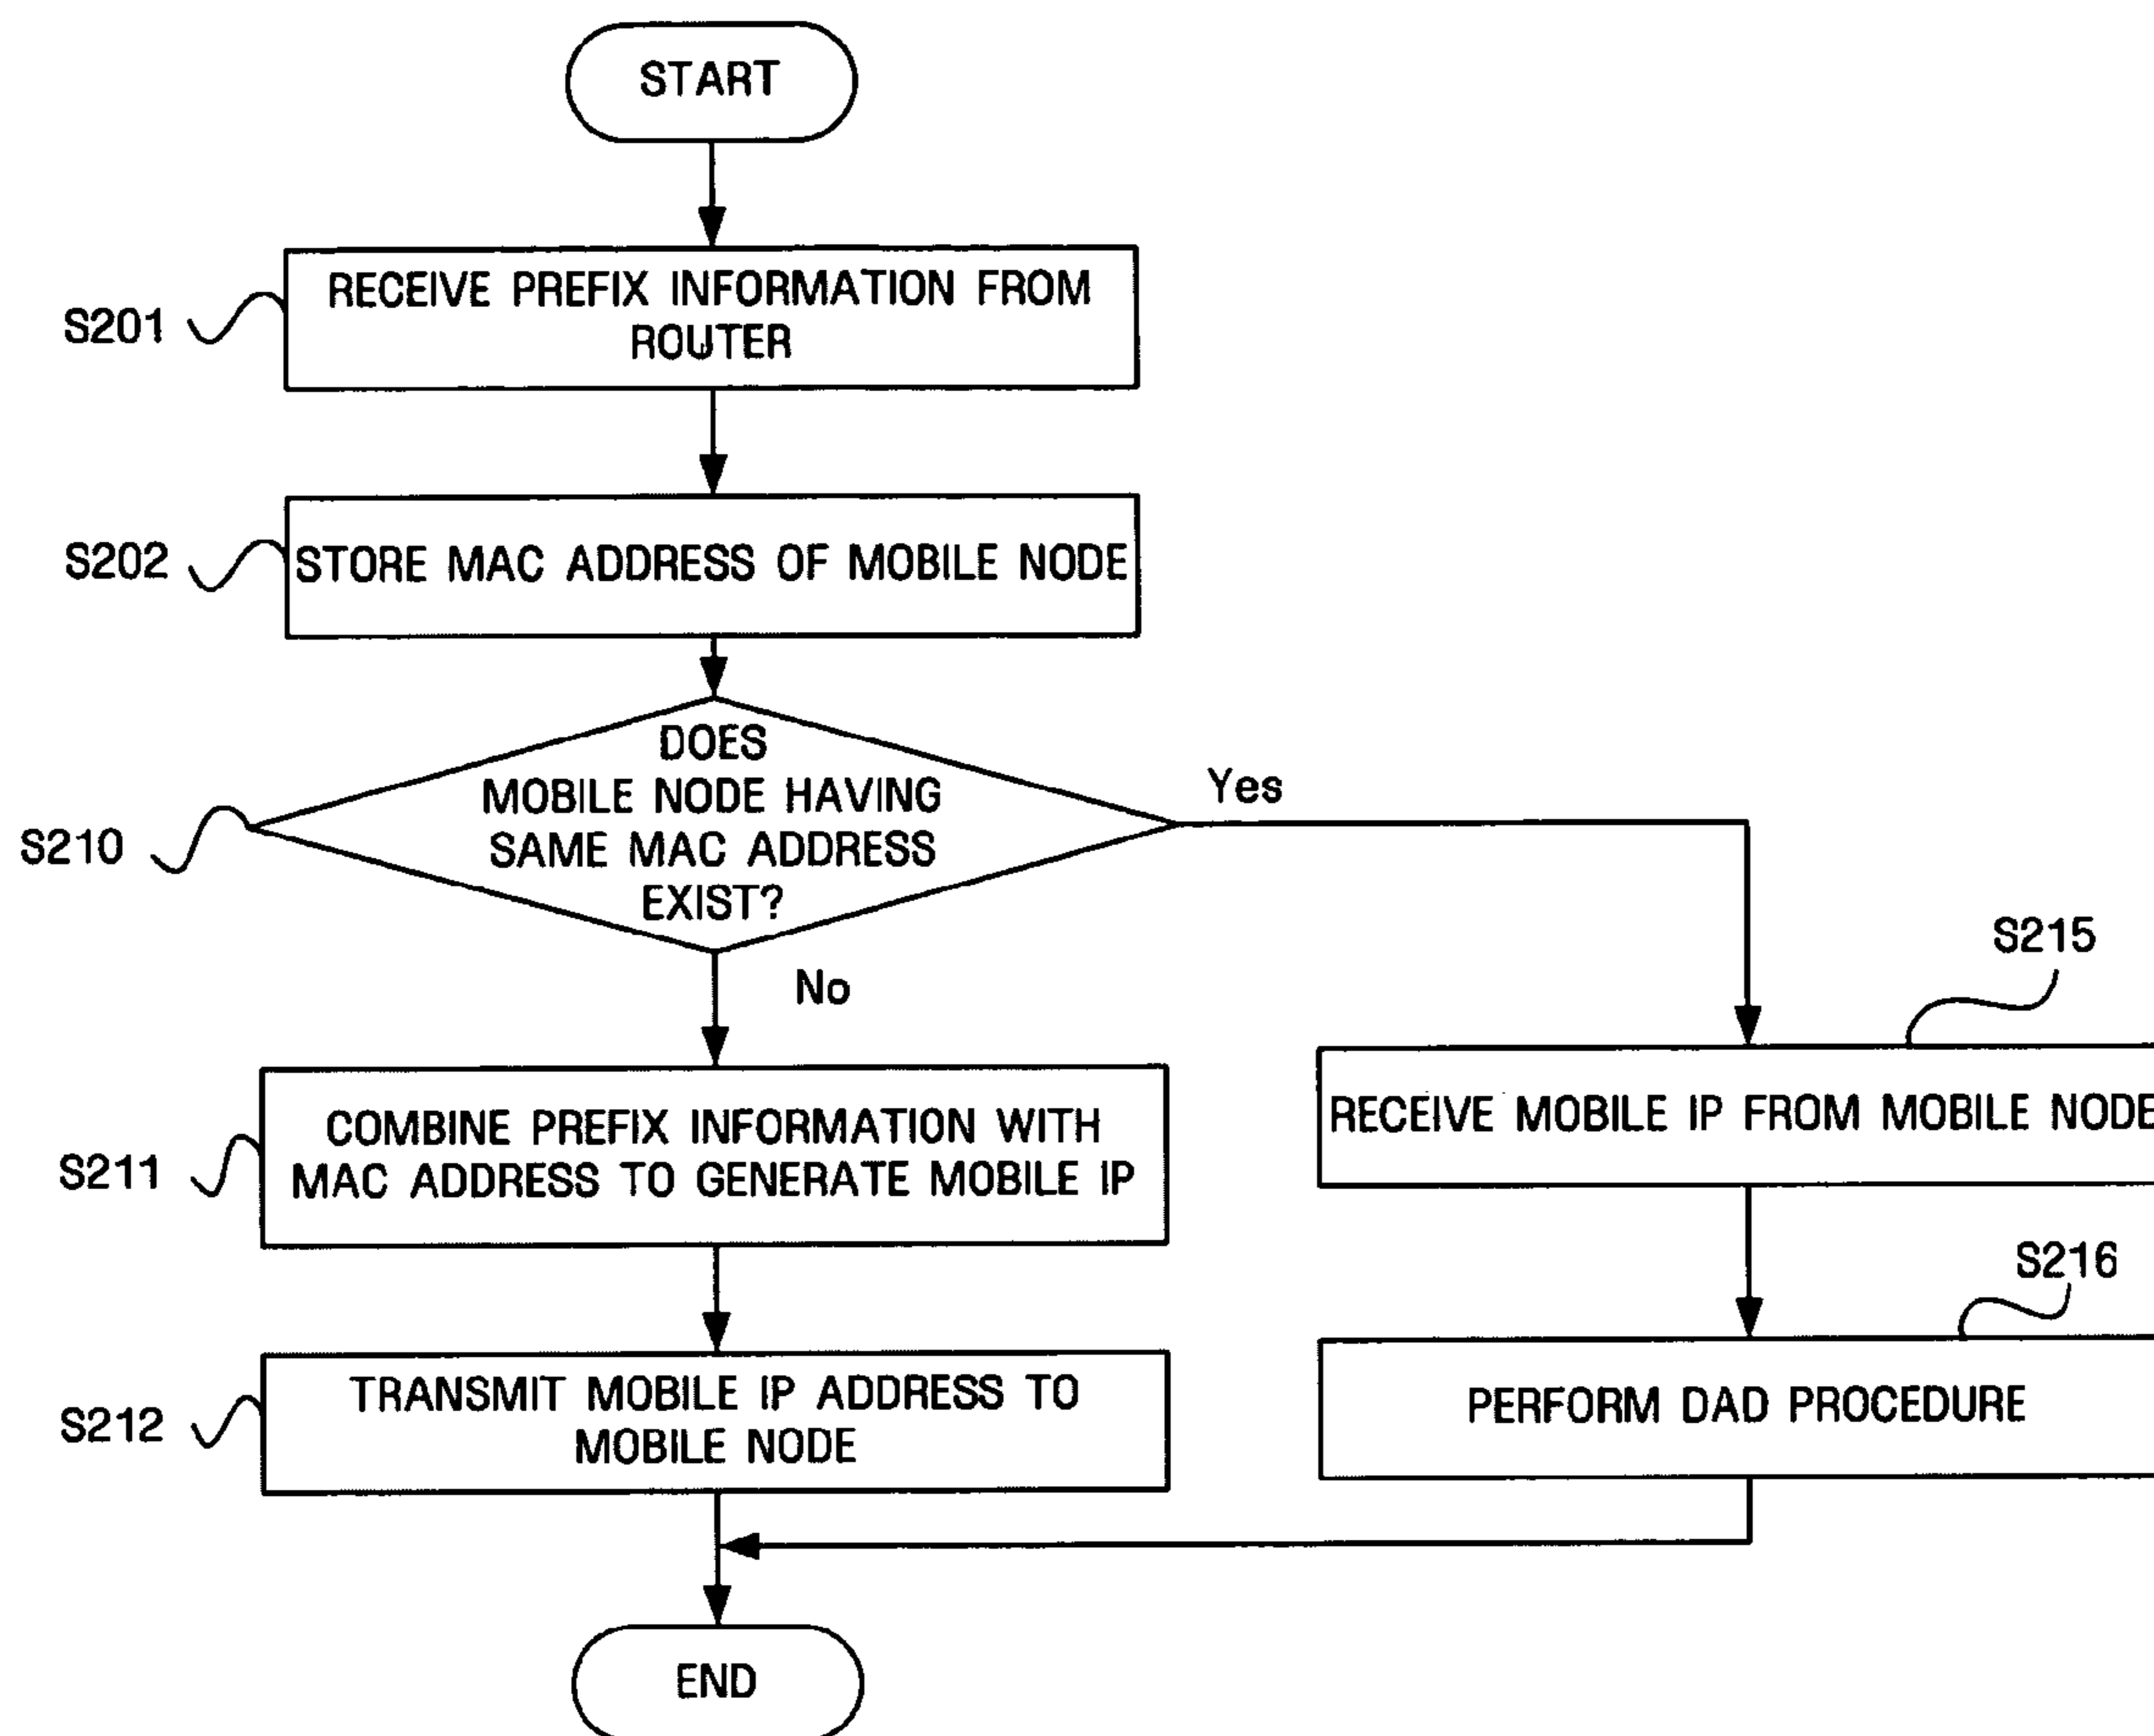 START
S201
RECEIVE PREFIX INFORMATION FROM
ROUTER
S202
STORE MAC ADDRESS OF MOBILE NODE
S210
DOES
MOBILE NODE HAVING
SAME MAC ADDRESS
EXIST?
Yes
No
S215
RECEIVE MOBILE IP FROM MOBILE NODE
S211
COMBINE PREFIX INFORMATION WITH
MAC ADDRESS TO GENERATE MOBILE IP
S216
PERFORM DAD PROCEDURE
S212
TRANSMIT MOBILE IP ADDRESS TO
MOBILE NODE
END